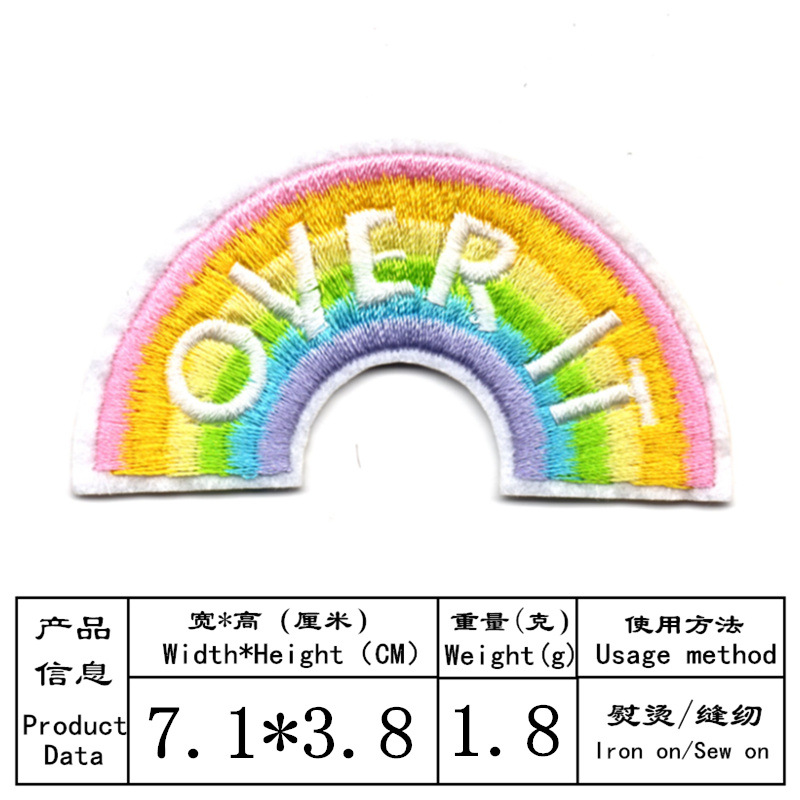 OVER IT
产品
信息
Product
Data
宽*高 (厘米)
Width*Height (CM)
重量(克)
Weight(g)
使用方法
Usage method
7.1*3.8
1.8
熨烫/缝纫
Iron on/Sew on